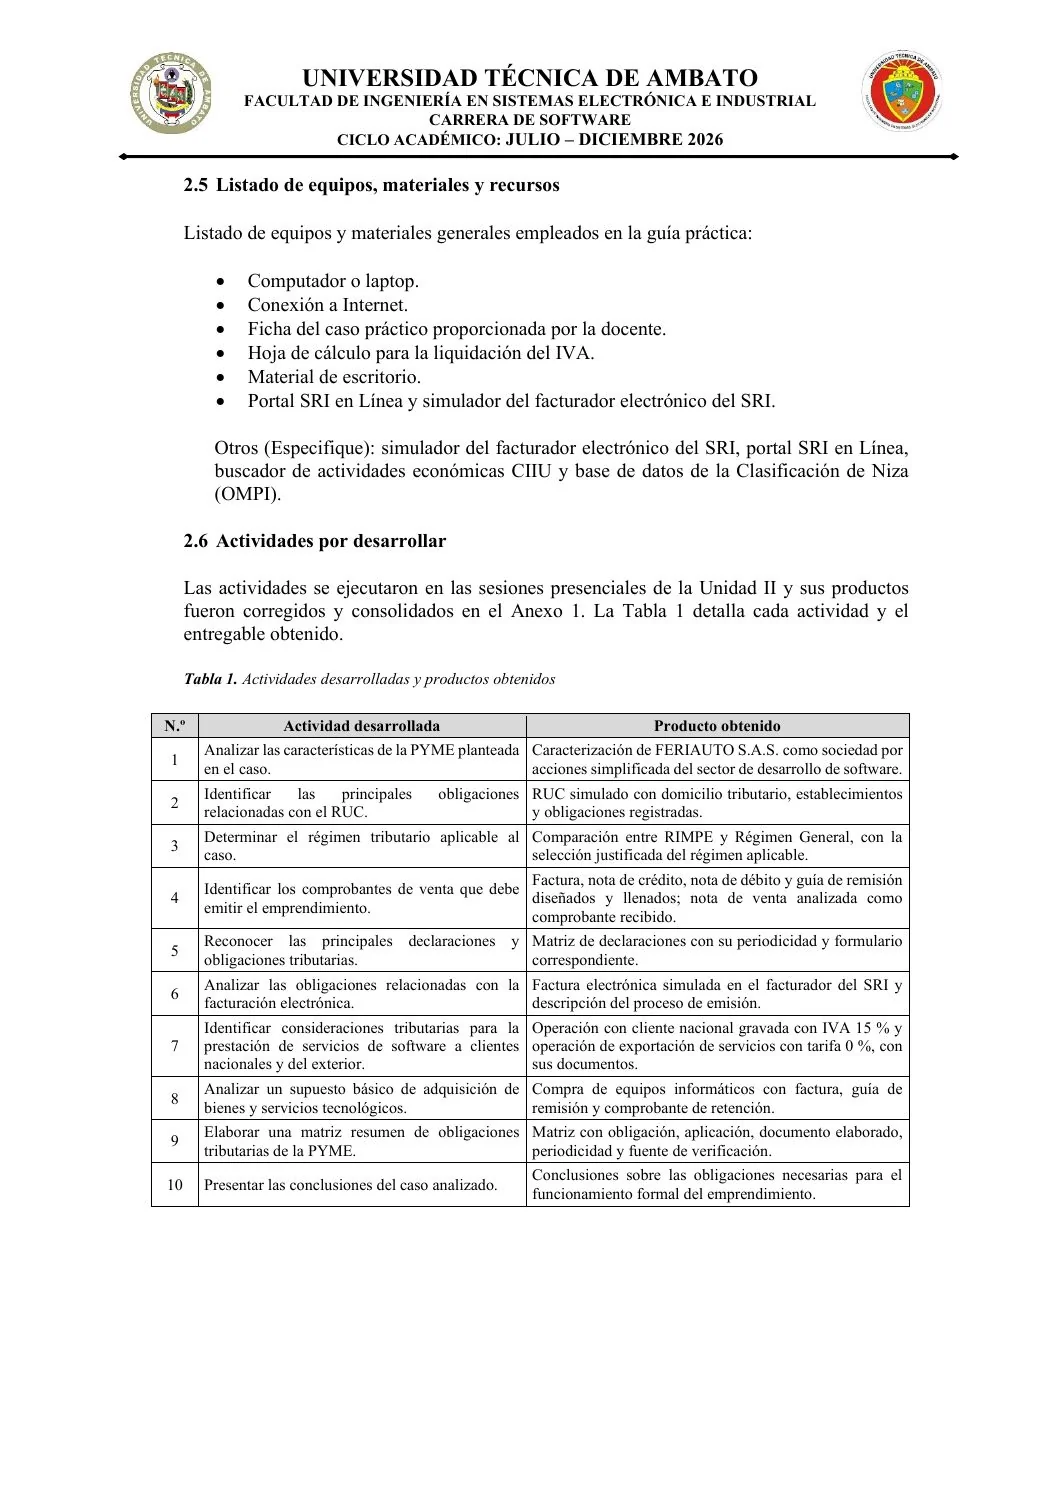 UNIVERSIDAD TÉCNICA DE AMBATO
FACULTAD DE INGENIERÍA EN SISTEMAS ELECTRÓNICA E INDUSTRIAL
CARRERA DE SOFTWARE
CICLO ACADÉMICO: JULIO – DICIEMBRE 2026
2.5 Listado de equipos, materiales y recursos
Listado de equipos y materiales generales empleados en la guía práctica:
• Computador o laptop.
• Conexión a Internet.
• Ficha del caso práctico proporcionada por la docente.
• Hoja de cálculo para la liquidación del IVA.
• Material de escritorio.
• Portal SRI en Línea y simulador del facturador electrónico del SRI.
Otros (Especifique): simulador del facturador electrónico del SRI, portal SRI en Línea,
buscador de actividades económicas CIIU y base de datos de la Clasificación de Niza
(OMPI).
2.6 Actividades por desarrollar
Las actividades se ejecutaron en las sesiones presenciales de la Unidad II y sus productos
fueron corregidos y consolidados en el Anexo 1. La Tabla 1 detalla cada actividad y el
entregable obtenido.
Tabla 1. Actividades desarrolladas y productos obtenidos
N.º Actividad desarrollada Producto obtenido
1 Analizar las características de la PYME planteada
en el caso.
Caracterización de FERIAUTO S.A.S. como sociedad por
acciones simplificada del sector de desarrollo de software.
2 Identificar las principales obligaciones
relacionadas con el RUC.
RUC simulado con domicilio tributario, establecimientos
y obligaciones registradas.
3 Determinar el régimen tributario aplicable al
caso.
Comparación entre RIMPE y Régimen General, con la
selección justificada del régimen aplicable.
4 Identificar los comprobantes de venta que debe
emitir el emprendimiento.
Factura, nota de crédito, nota de débito y guía de remisión
diseñados y llenados; nota de venta analizada como
comprobante recibido.
5 Reconocer las principales declaraciones y
obligaciones tributarias.
Matriz de declaraciones con su periodicidad y formulario
correspondiente.
6 Analizar las obligaciones relacionadas con la
facturación electrónica.
Factura electrónica simulada en el facturador del SRI y
descripción del proceso de emisión.
7 Identificar consideraciones tributarias para la
prestación de servicios de software a clientes
nacionales y del exterior.
Operación con cliente nacional gravada con IVA 15 % y
operación de exportación de servicios con tarifa 0 %, con
sus documentos.
8 Analizar un supuesto básico de adquisición de
bienes y servicios tecnológicos.
Compra de equipos informáticos con factura, guía de
remisión y comprobante de retención.
9 Elaborar una matriz resumen de obligaciones
tributarias de la PYME.
Matriz con obligación, aplicación, documento elaborado,
periodicidad y fuente de verificación.
10 Presentar las conclusiones del caso analizado.
Conclusiones sobre las obligaciones necesarias para el
funcionamiento formal del emprendimiento.